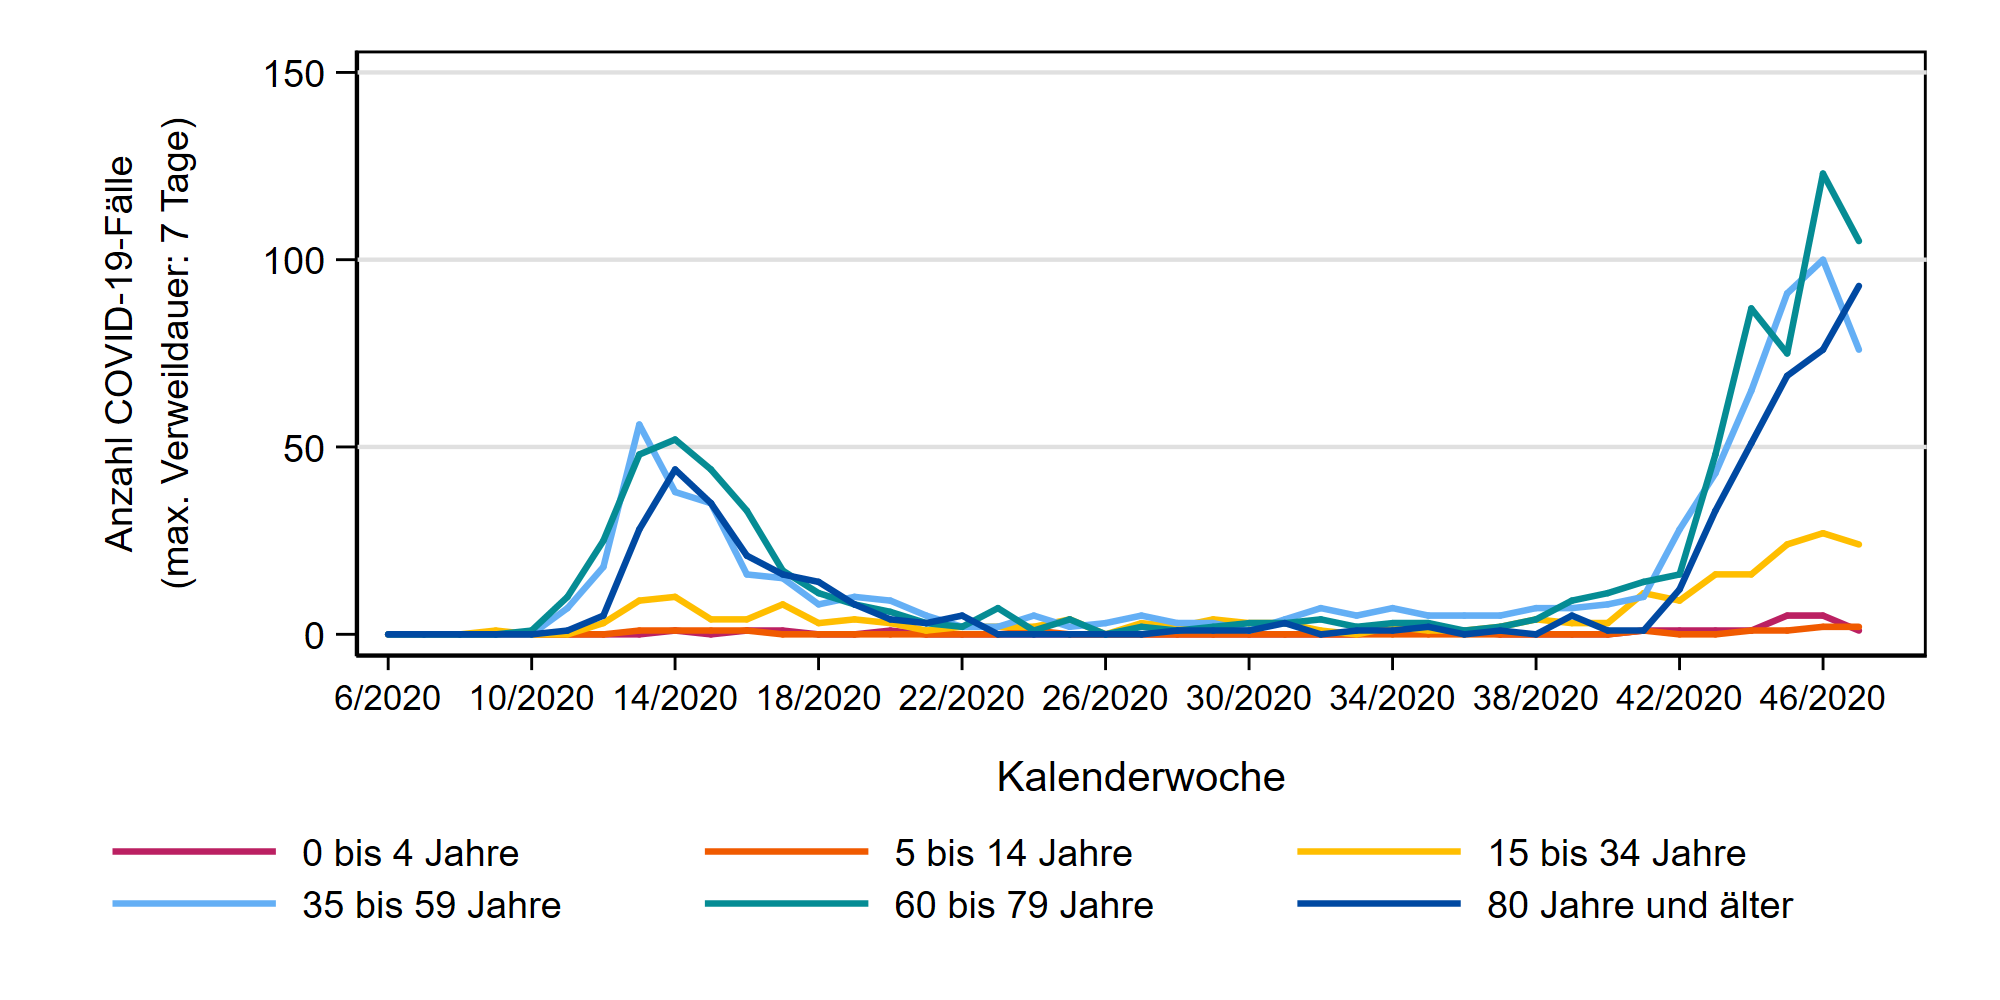 Anzahl COVID-19-Fälle
(max. Verweildauer: 7 Tage)
150
100
50
0
6/2020 10/2020 14/2020 18/2020 22/2020 26/2020 30/2020 34/2020 38/2020 42/2020 46/2020
Kalenderwoche
0 bis 4 Jahre 5 bis 14 Jahre 15 bis 34 Jahre
35 bis 59 Jahre 60 bis 79 Jahre 80 Jahre und älter